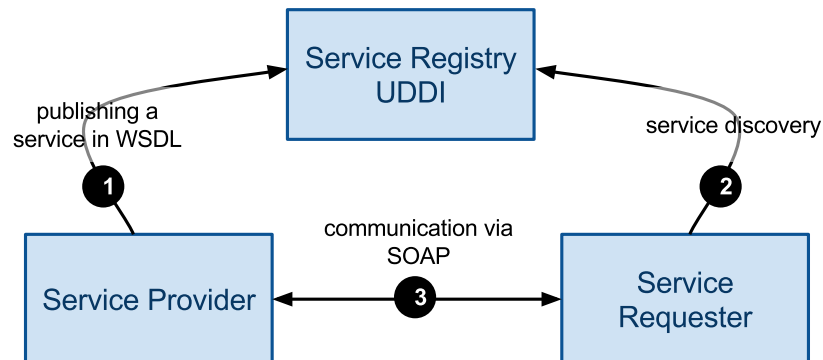 Service Registry
UDDI
publishing a
service in WSDL
service discovery
1
2
communication via
SOAP
3
Service Provider
Service
Requester